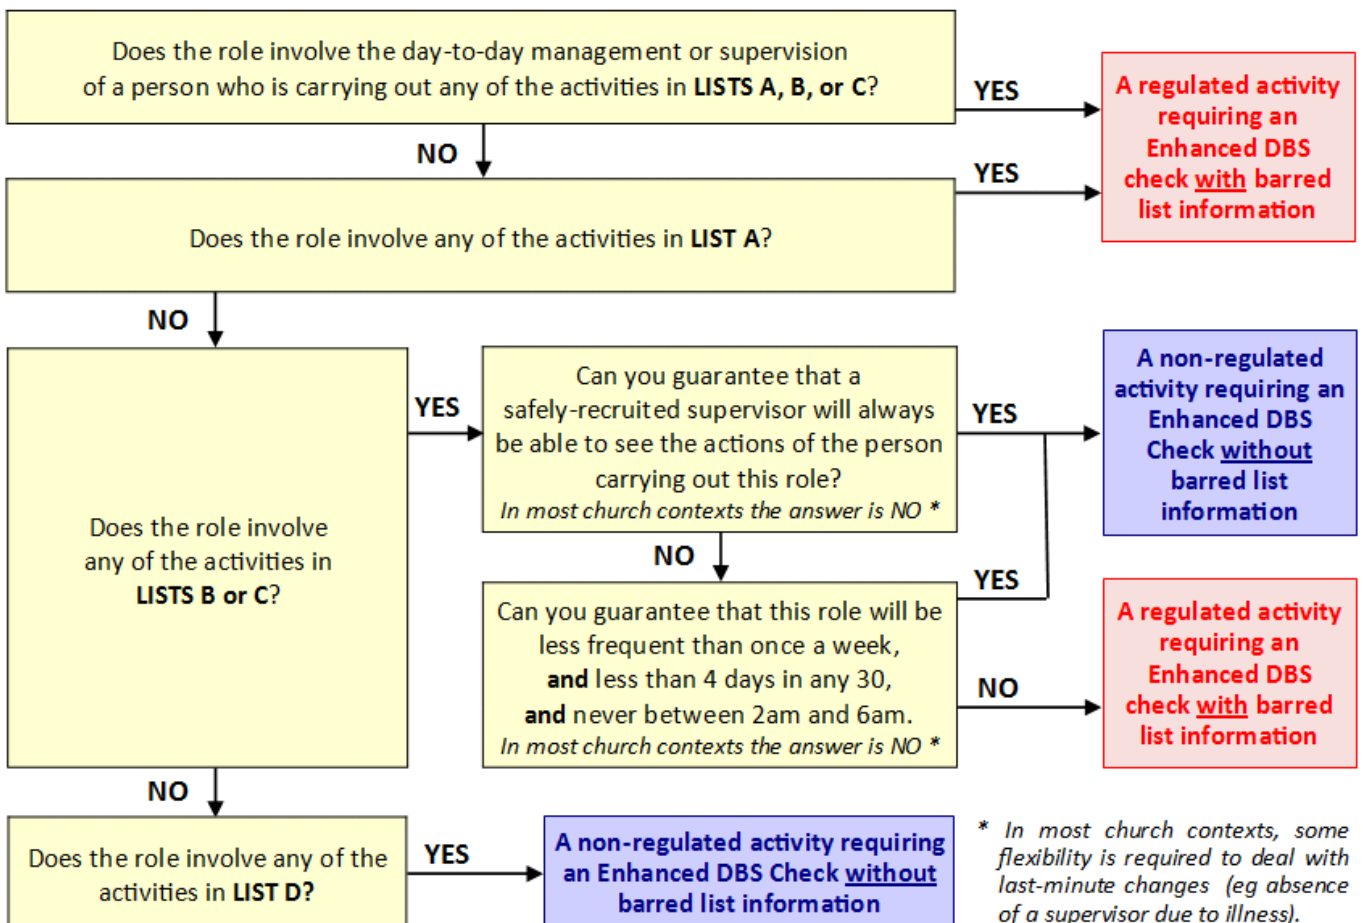 Does the role involve the day-to-day management or supervision
of a person who is carrying out any of the activities in LISTS A, B, or C?
YES
A regulated activity
requiring an
Enhanced DBS
check with barred
list information
NO
YES
Does the role involve any of the activities in LIST A?
NO
Does the role involve
any of the activities in
LISTS B or C?
YES
Can you guarantee that a
safely-recruited supervisor will always
be able to see the actions of the person
carrying out this role?
In most church contexts the answer is NO *
YES
A non-regulated
activity requiring an
Enhanced DBS
Check without
barred list
information
NO
YES
Can you guarantee that this role will be
less frequent than once a week,
and less than 4 days in any 30,
and never between 2am and 6am.
In most church contexts the answer is NO *
NO
A regulated activity
requiring an
Enhanced DBS
check with barred
list information
NO
Does the role involve any of the
activities in LIST D?
YES
A non-regulated activity requiring
an Enhanced DBS Check without
barred list information
* In most church contexts, some
flexibility is required to deal with
last-minute changes (eg absence
of a supervisor due to illness).